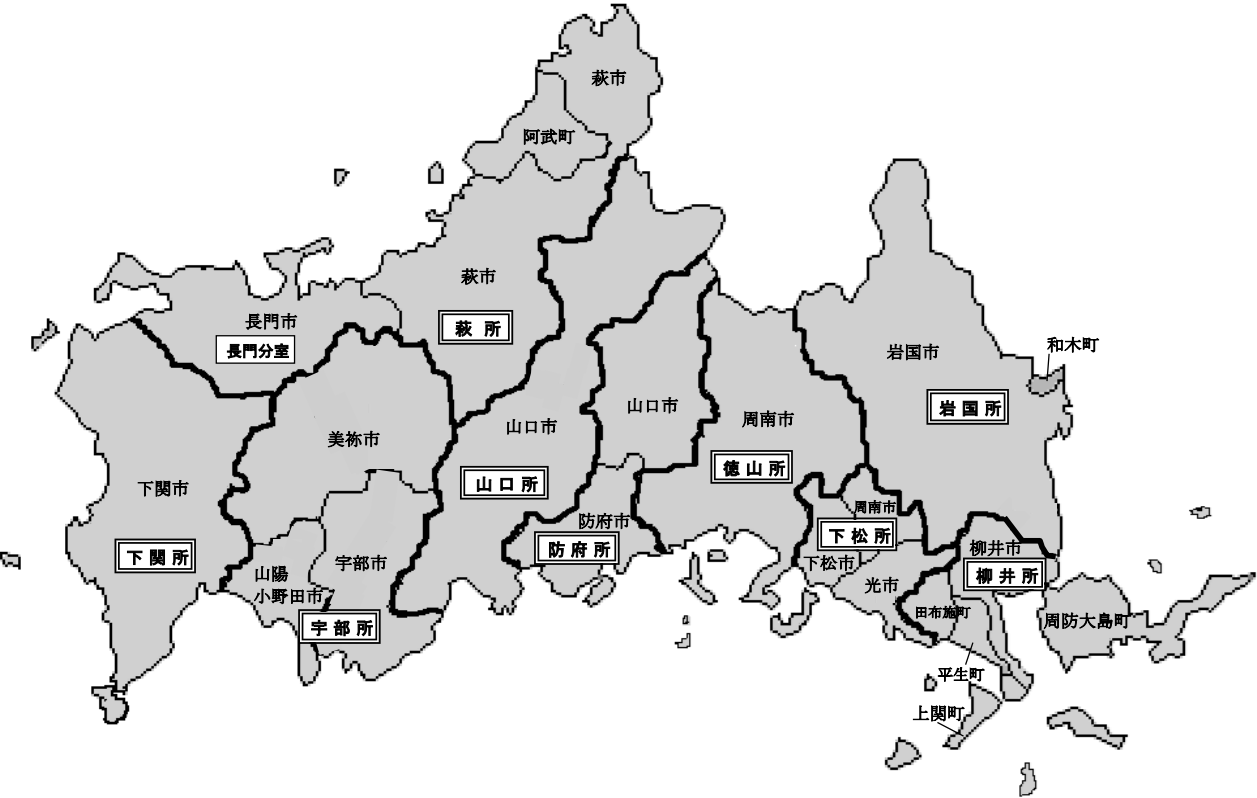 萩市
阿武町
萩市
萩所
長門市
長門分室
岩国市
和木町
岩国所
山口市
周南市
徳山所
山口市
山口所
美祢市
下関市
下関所
防府市
防府所
周南市
下松所
下松市
柳井市
柳井所
宇部市
山陽
小野田市
宇部所
光市
田布施町
周防大島町
平生町
上関町